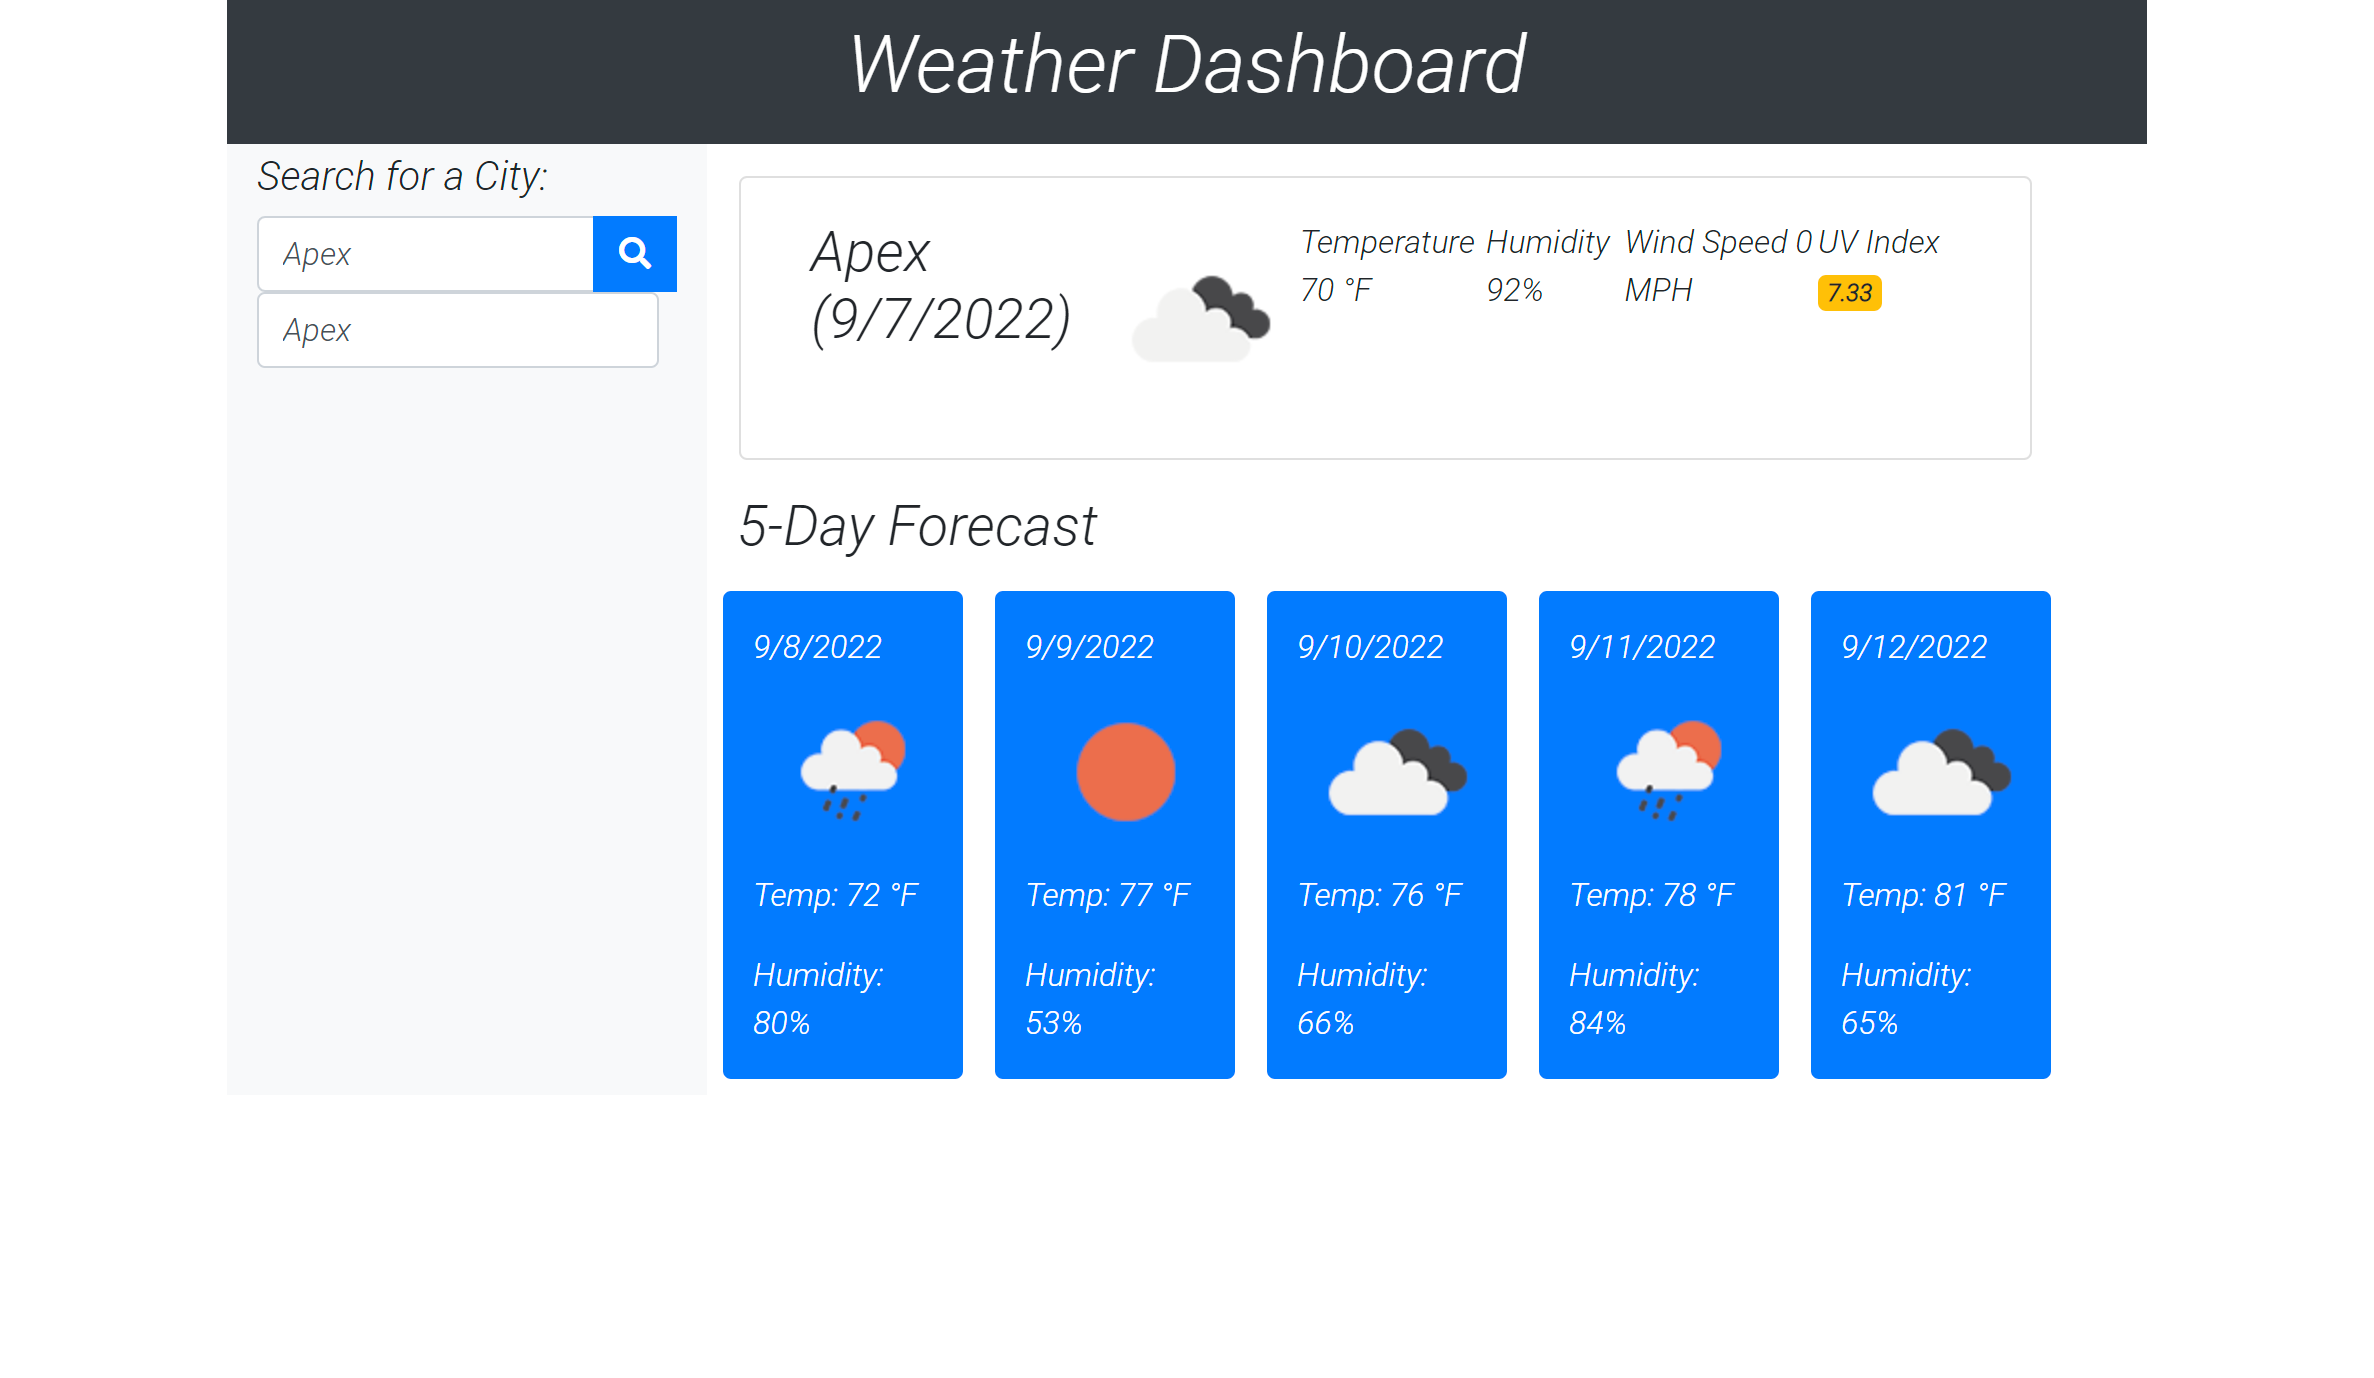 Weather Dashboard
Search for a City:
Apex
Apex
Apex
(9/7/2022)
Temperature
70 °F
Humidity
92%
Wind Speed 0
MPH
UV Index
7.33
5-Day Forecast
9/8/2022
Temp: 72 °F
Humidity:
80%
9/9/2022
Temp: 77 °F
Humidity:
53%
9/10/2022
Temp: 76 °F
Humidity:
66%
9/11/2022
Temp: 78 °F
Humidity:
84%
9/12/2022
Temp: 81 °F
Humidity:
65%